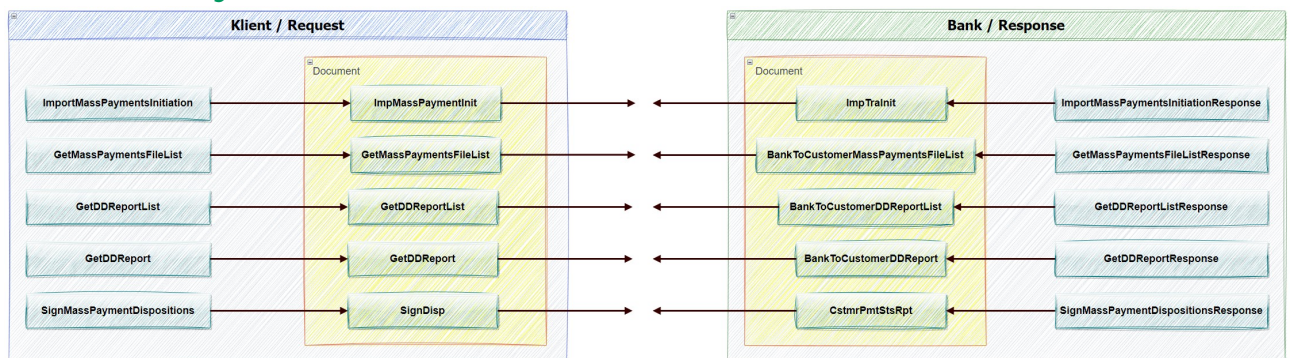 Klient / Request
Bank / Response
Document
Document
ImportMassPaymentsInitiation
ImpMassPaymentInit
ImpTraInit
ImportMassPaymentsInitiationResponse
GetMassPaymentsFileList
GetMassPaymentsFileList
BankToCustomerMassPaymentsFileList
GetMassPaymentsFileListResponse
GetDDReportList
GetDDReportList
BankToCustomerDDReportList
GetDDReportListResponse
GetDDReport
GetDDReport
BankToCustomerDDReport
GetDDReportResponse
SignMassPaymentDispositions
SignDisp
CstmrPmtStsRpt
SignMassPaymentDispositionsResponse